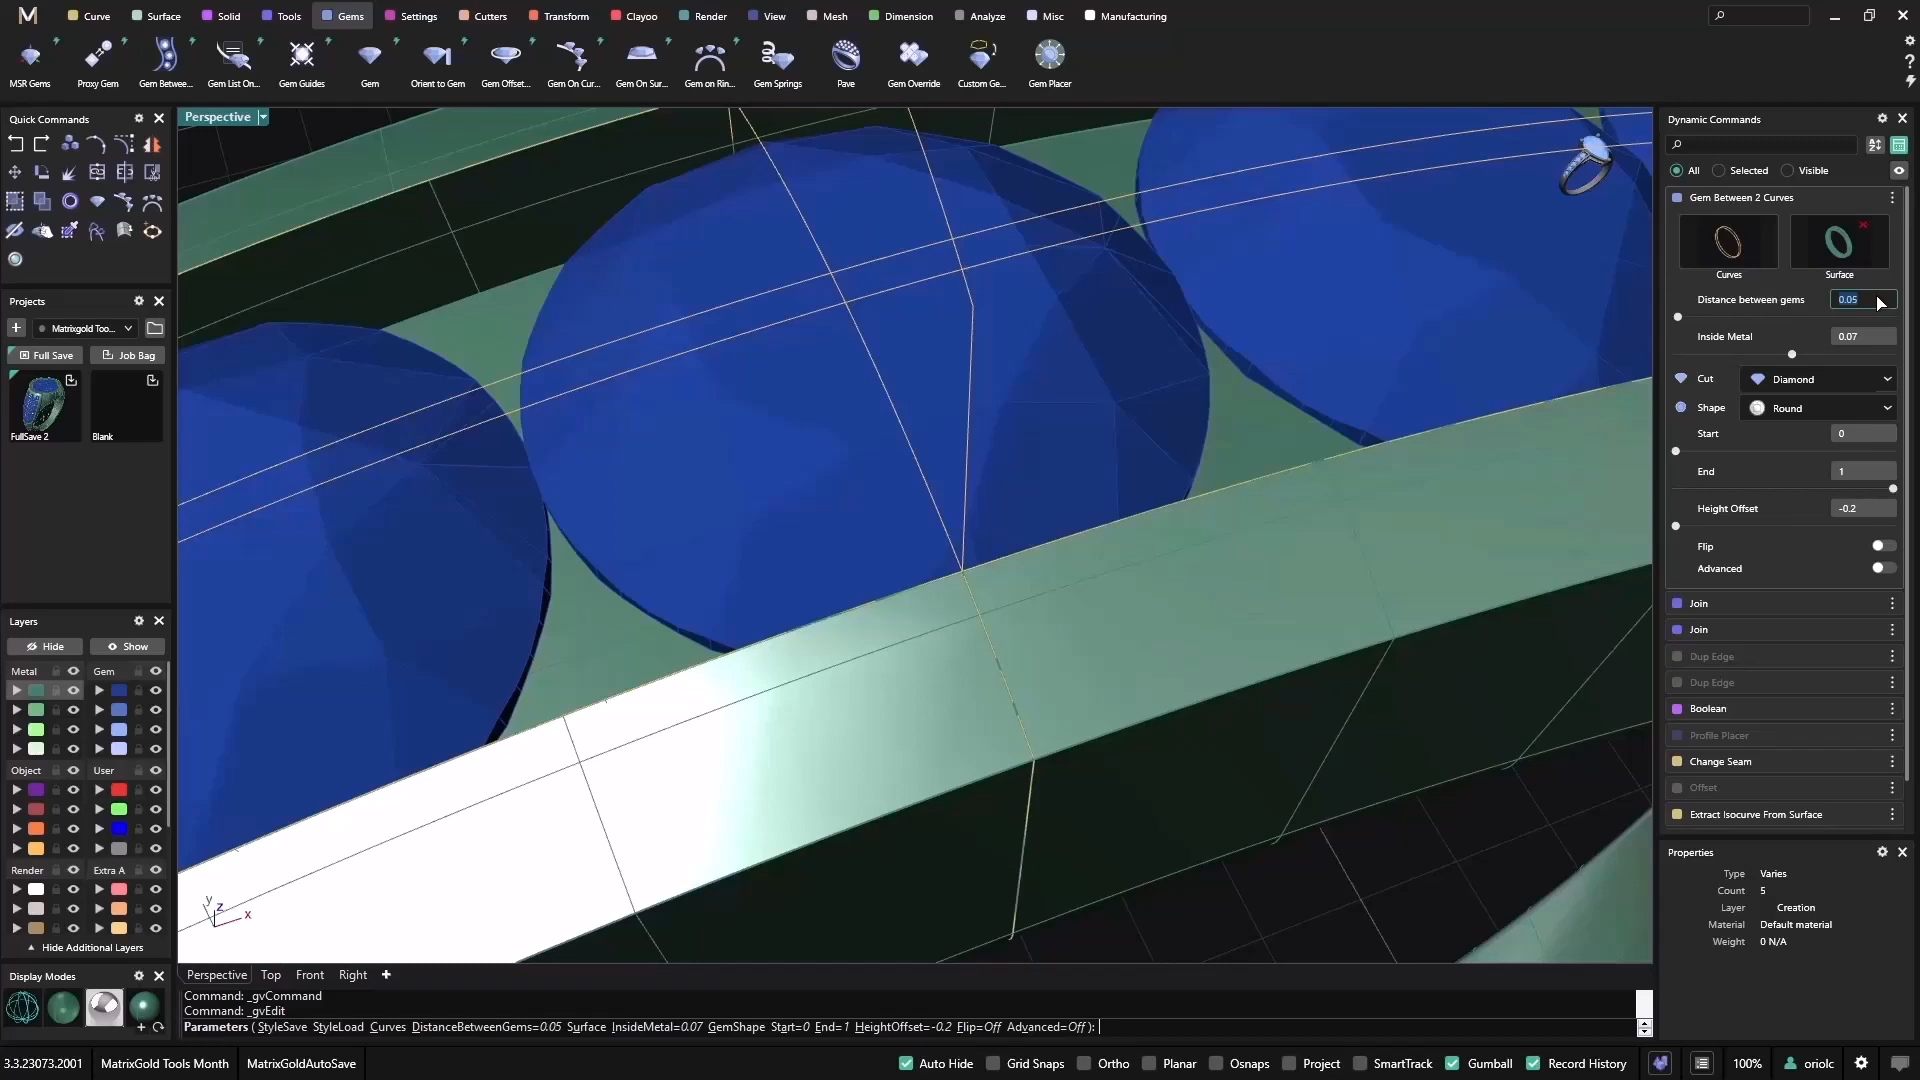 Curve Surface Solid Tools Gems Settings Cutters Transform Clayoo Render View Mesh Dimension Analyze Misc Manufacturing
MSR Gems Proxy Gem Gem Betwee... Gem List On... Gem Guides Gem Orient to Gem Gem Offset... Gem On Cur... Gem On Sur... Gem on Rin... Gem Springs Pave Gem Override Custom Ge... Gem Placer
Quick Commands
Projects
Matrixgold Too...
Full Save Job Bag
FullSave 2 Blank
Layers
Hide Show
Metal Gem
Object User
Render Extra A
Hide Additional Layers
Display Modes
Perspective
y z x
Perspective Top Front Right
Command: _gvCommand
Command: _gvEdit
Parameters ( StyleSave StyleLoad Curves DistanceBetweenGems=0.05 Surface InsideMetal=0.07 GemShape Start=0 End=1 HeightOffset=-0.2 Flip=Off Advanced=Off ):
Dynamic Commands
All Selected Visible
Gem Between 2 Curves
Curves Surface
Distance between gems 0.05
Inside Metal 0.07
Cut Diamond
Shape Round
Start 0
End 1
Height Offset -0.2
Flip
Advanced
Join
Join
Dup Edge
Dup Edge
Boolean
Profile Placer
Change Seam
Offset
Extract Isocurve From Surface
Properties
Type Varies
Count 5
Layer Creation
Material Default material
Weight 0 N/A
3.3.23073.2001 MatrixGold Tools Month MatrixGoldAutoSave Auto Hide Grid Snaps Ortho Planar Osnaps Project SmartTrack Gumball Record History 100% oriolc